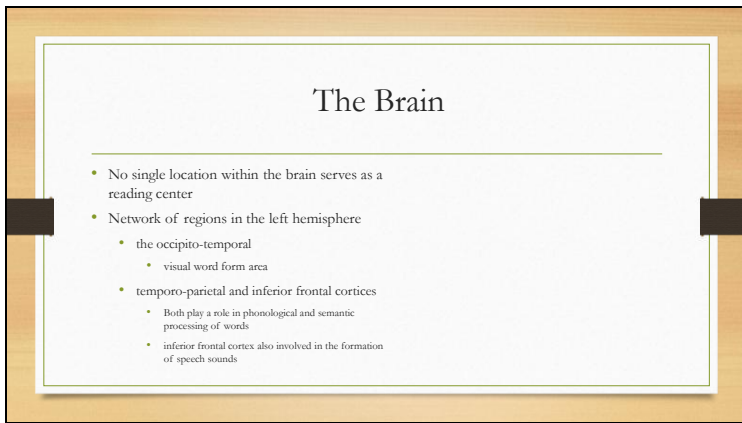 The Brain
• No single location within the brain serves as a
reading center
• Network of regions in the left hemisphere
• the occipito-temporal
• visual word form area
• temporo-parietal and inferior frontal cortices
• Both play a role in phonological and semantic
processing of words
• inferior frontal cortex also involved in the formation
of speech sounds